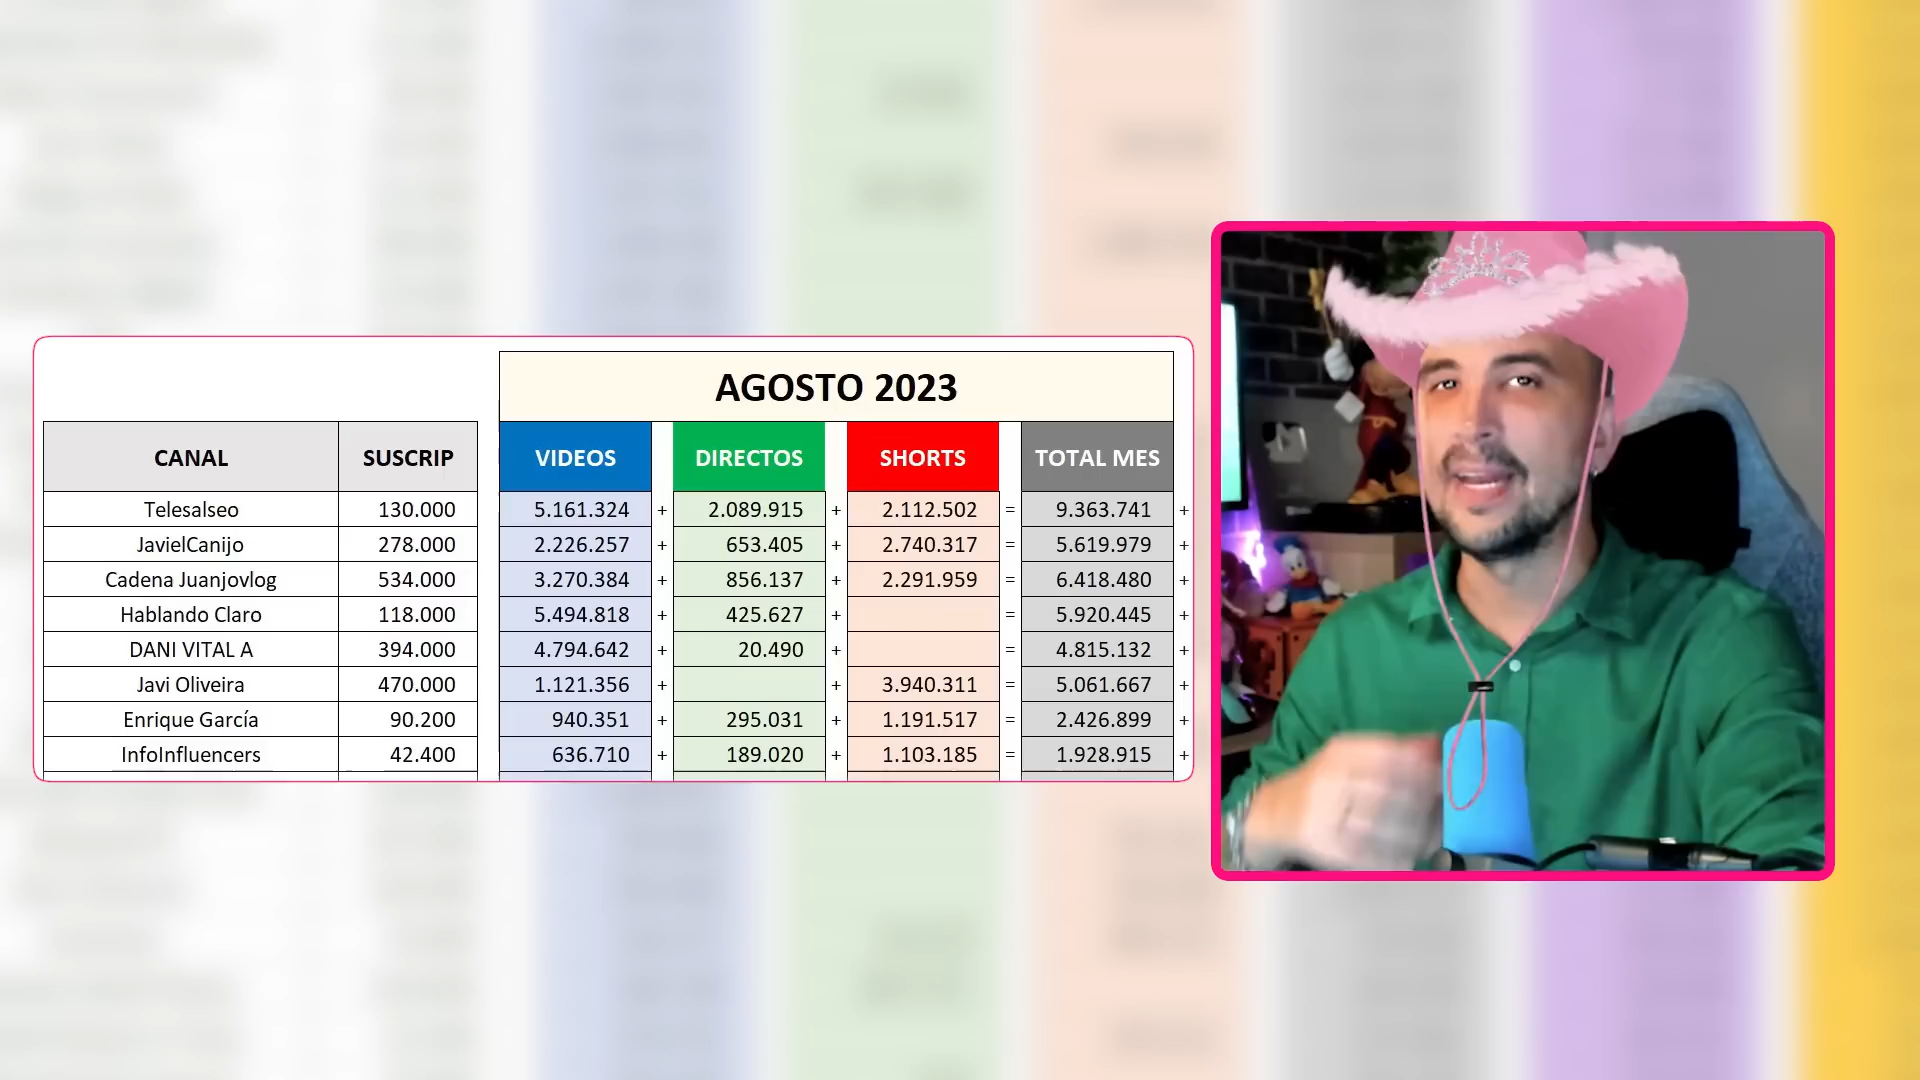 AGOSTO 2023
CANAL SUSCRIP VIDEOS DIRECTOS SHORTS TOTAL MES
Telesalseo 130.000 5.161.324 + 2.089.915 + 2.112.502 = 9.363.741 +
JavielCanijo 278.000 2.226.257 + 653.405 + 2.740.317 = 5.619.979 +
Cadena Juanjovlog 534.000 3.270.384 + 856.137 + 2.291.959 = 6.418.480 +
Hablando Claro 118.000 5.494.818 + 425.627 + = 5.920.445 +
DANI VITAL A 394.000 4.794.642 + 20.490 + = 4.815.132 +
Javi Oliveira 470.000 1.121.356 + + 3.940.311 = 5.061.667 +
Enrique García 90.200 940.351 + 295.031 + 1.191.517 = 2.426.899 +
InfoInfluencers 42.400 636.710 + 189.020 + 1.103.185 = 1.928.915 +